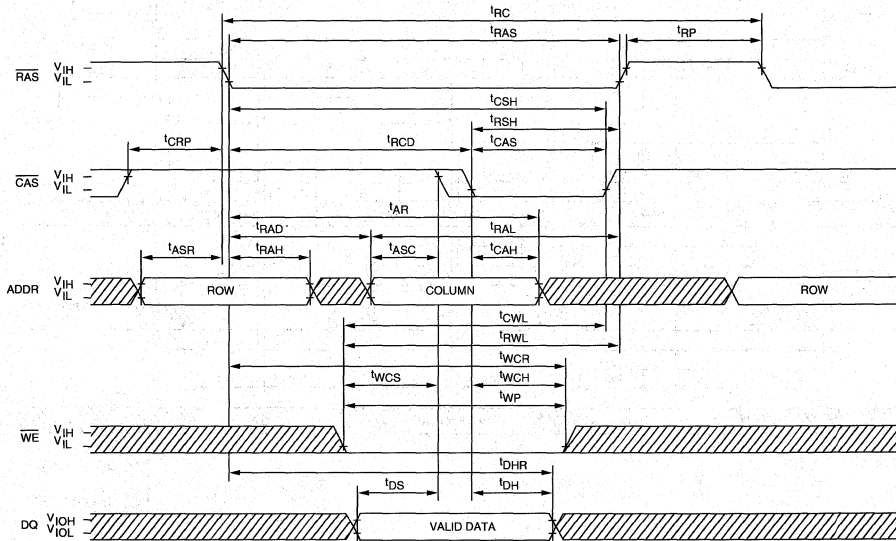 tRC
tRAS
tRP
RAS VIH
VIL
tCSH
tRSH
tCRP
tRCD
tCAS
CAS VIH
VIL
tAR
tRAD
tRAL
tASR
tRAH
tASC
tCAH
ADDR VIH
VIL
ROW
COLUMN
ROW
tCWL
tRWL
tWCR
tWCS
tWCH
tWP
WE VIH
VIL
tDHR
tDS
tDH
DQ VIOH
VIOL
VALID DATA